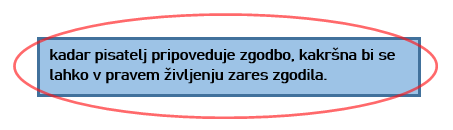 kadar pisatelj pripoveduje zgodbo, kakršna bi se
lahko v pravem življenju zares zgodila.